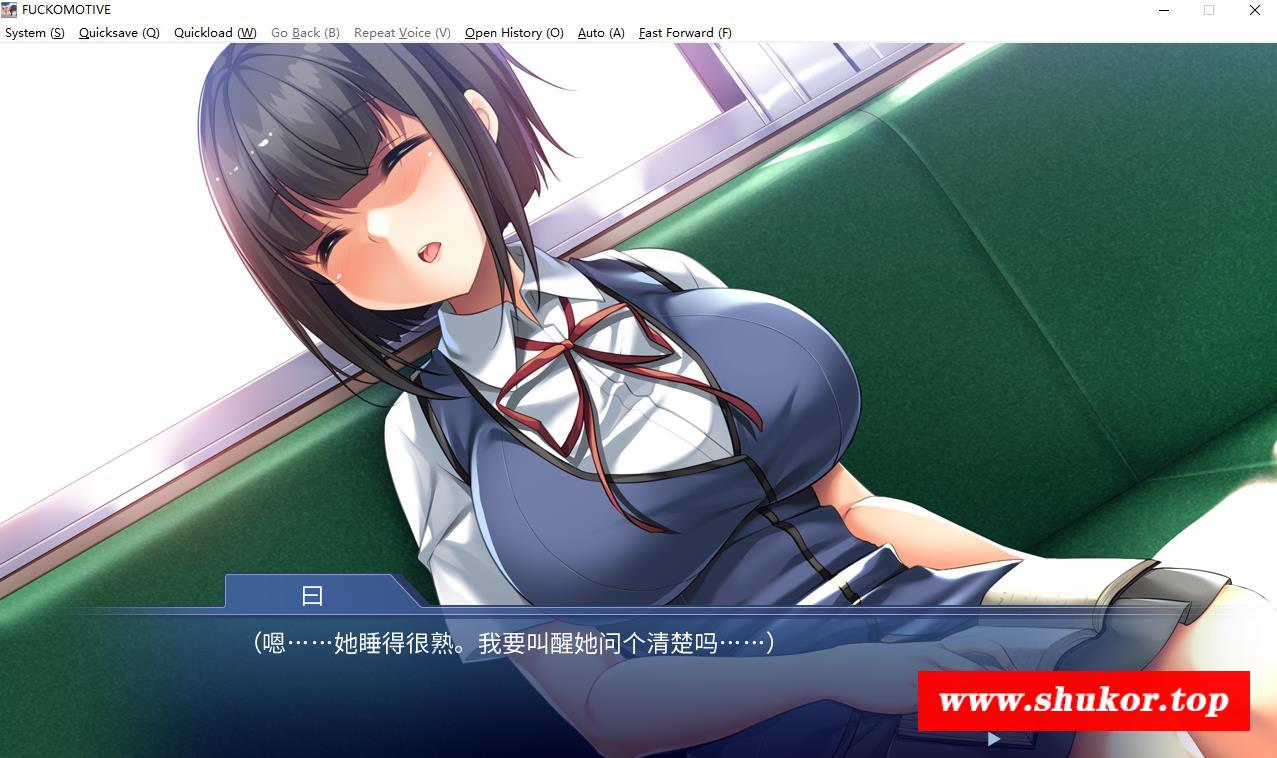 FUCKOMOTIVE
System (S) Quicksave (Q) Quickload (W) Go Back (B) Repeat Voice (V) Open History (O) Auto (A) Fast Forward (F)
曰
（嗯……她睡得很熟。我要叫醒她问个清楚吗……）
www.shukor.top